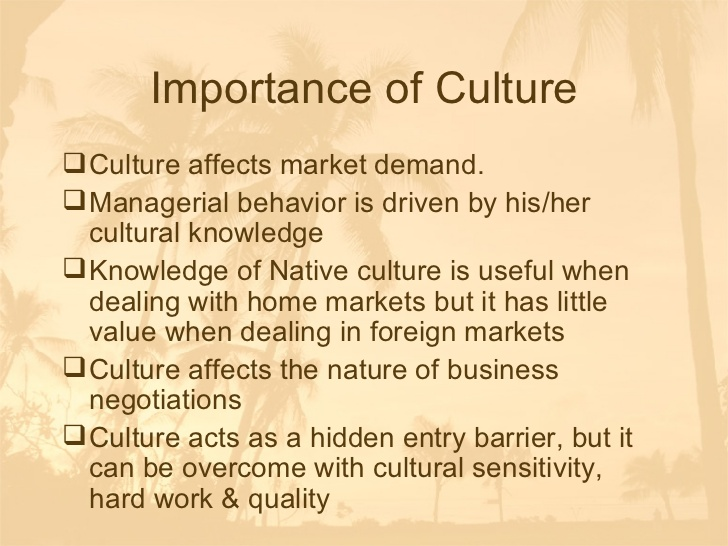 Importance of Culture
❑Culture affects market demand.
❑Managerial behavior is driven by his/her
cultural knowledge
❑Knowledge of Native culture is useful when
dealing with home markets but it has little
value when dealing in foreign markets
❑Culture affects the nature of business
negotiations
❑Culture acts as a hidden entry barrier, but it
can be overcome with cultural sensitivity,
hard work & quality